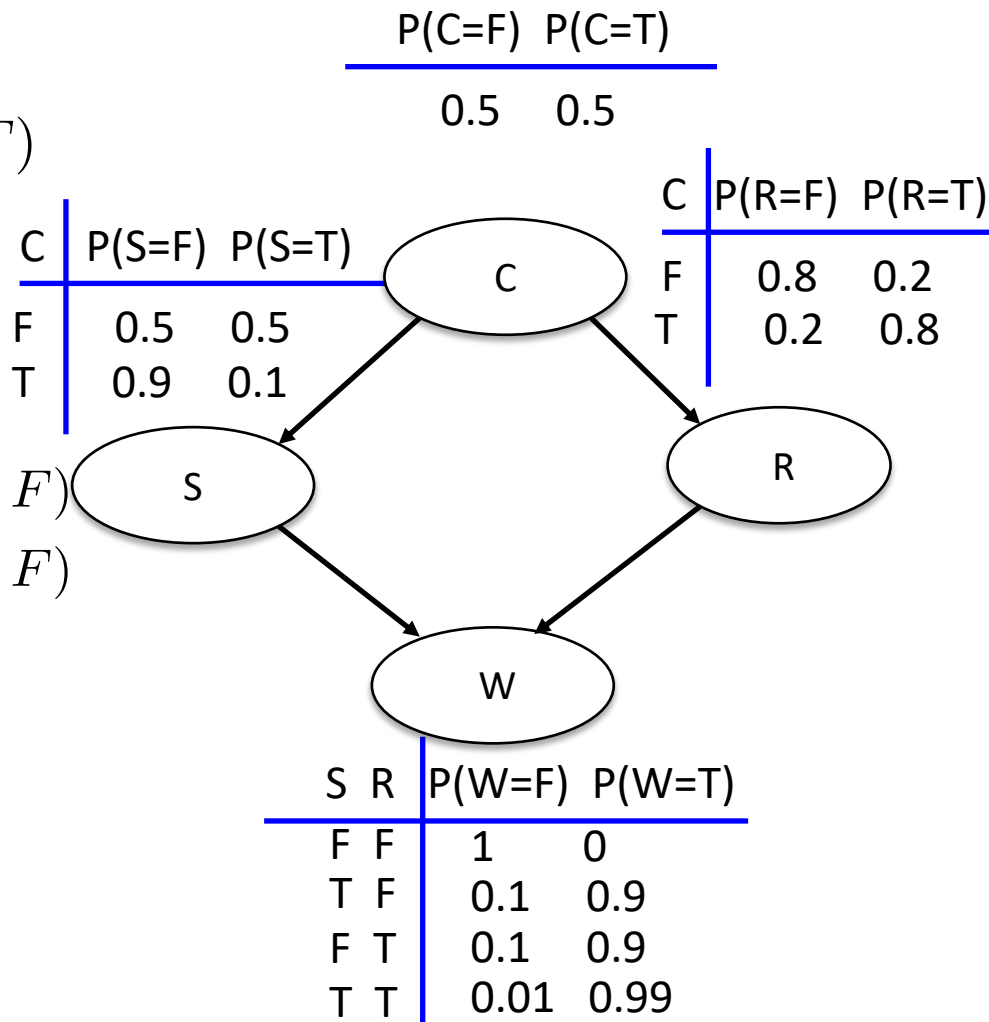 P(C=F) P(C=T)
0.5 0.5
)
C P(S=F) P(S=T)
F 0.5 0.5
T 0.9 0.1
C
C P(R=F) P(R=T)
F 0.8 0.2
T 0.2 0.8
F)
S
R
F)
W
S R P(W=F) P(W=T)
F F 1 0
T F 0.1 0.9
F T 0.1 0.9
T T 0.01 0.99